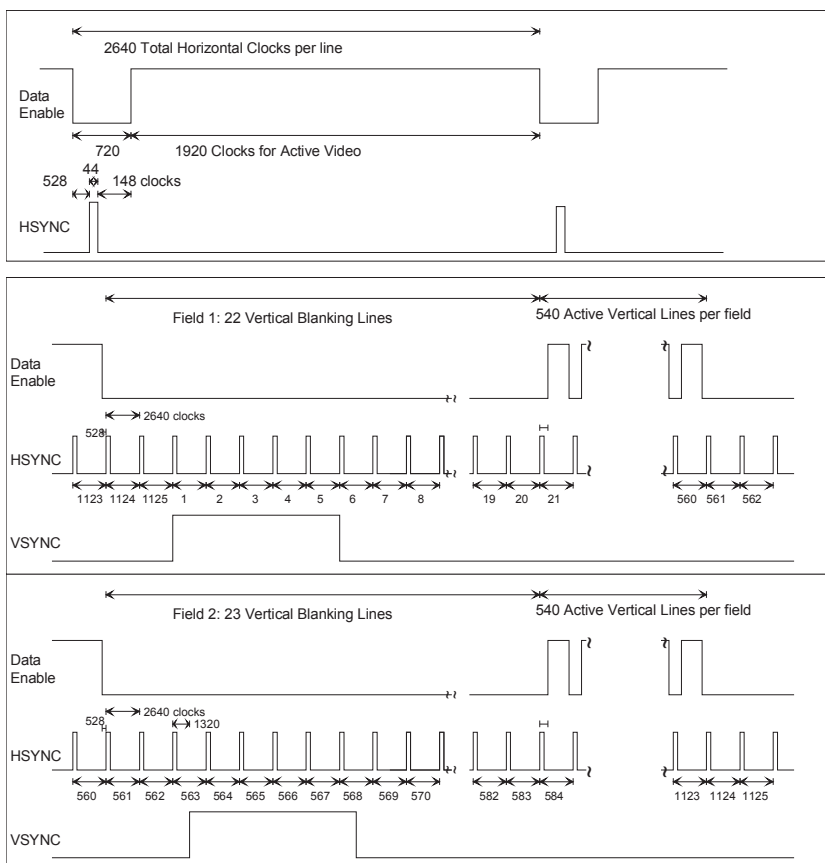 2640 Total Horizontal Clocks per line
Data
Enable
720 1920 Clocks for Active Video
44
528 148 clocks
HSYNC
Field 1: 22 Vertical Blanking Lines 540 Active Vertical Lines per field
Data
Enable
2640 clocks
528
HSYNC
1123 1124 1125 1 2 3 4 5 6 7 8 19 20 21 560 561 562
VSYNC
Field 2: 23 Vertical Blanking Lines 540 Active Vertical Lines per field
Data
Enable
2640 clocks
528 1320
HSYNC
560 561 562 563 564 565 566 567 568 569 570 582 583 584 1123 1124 1125
VSYNC